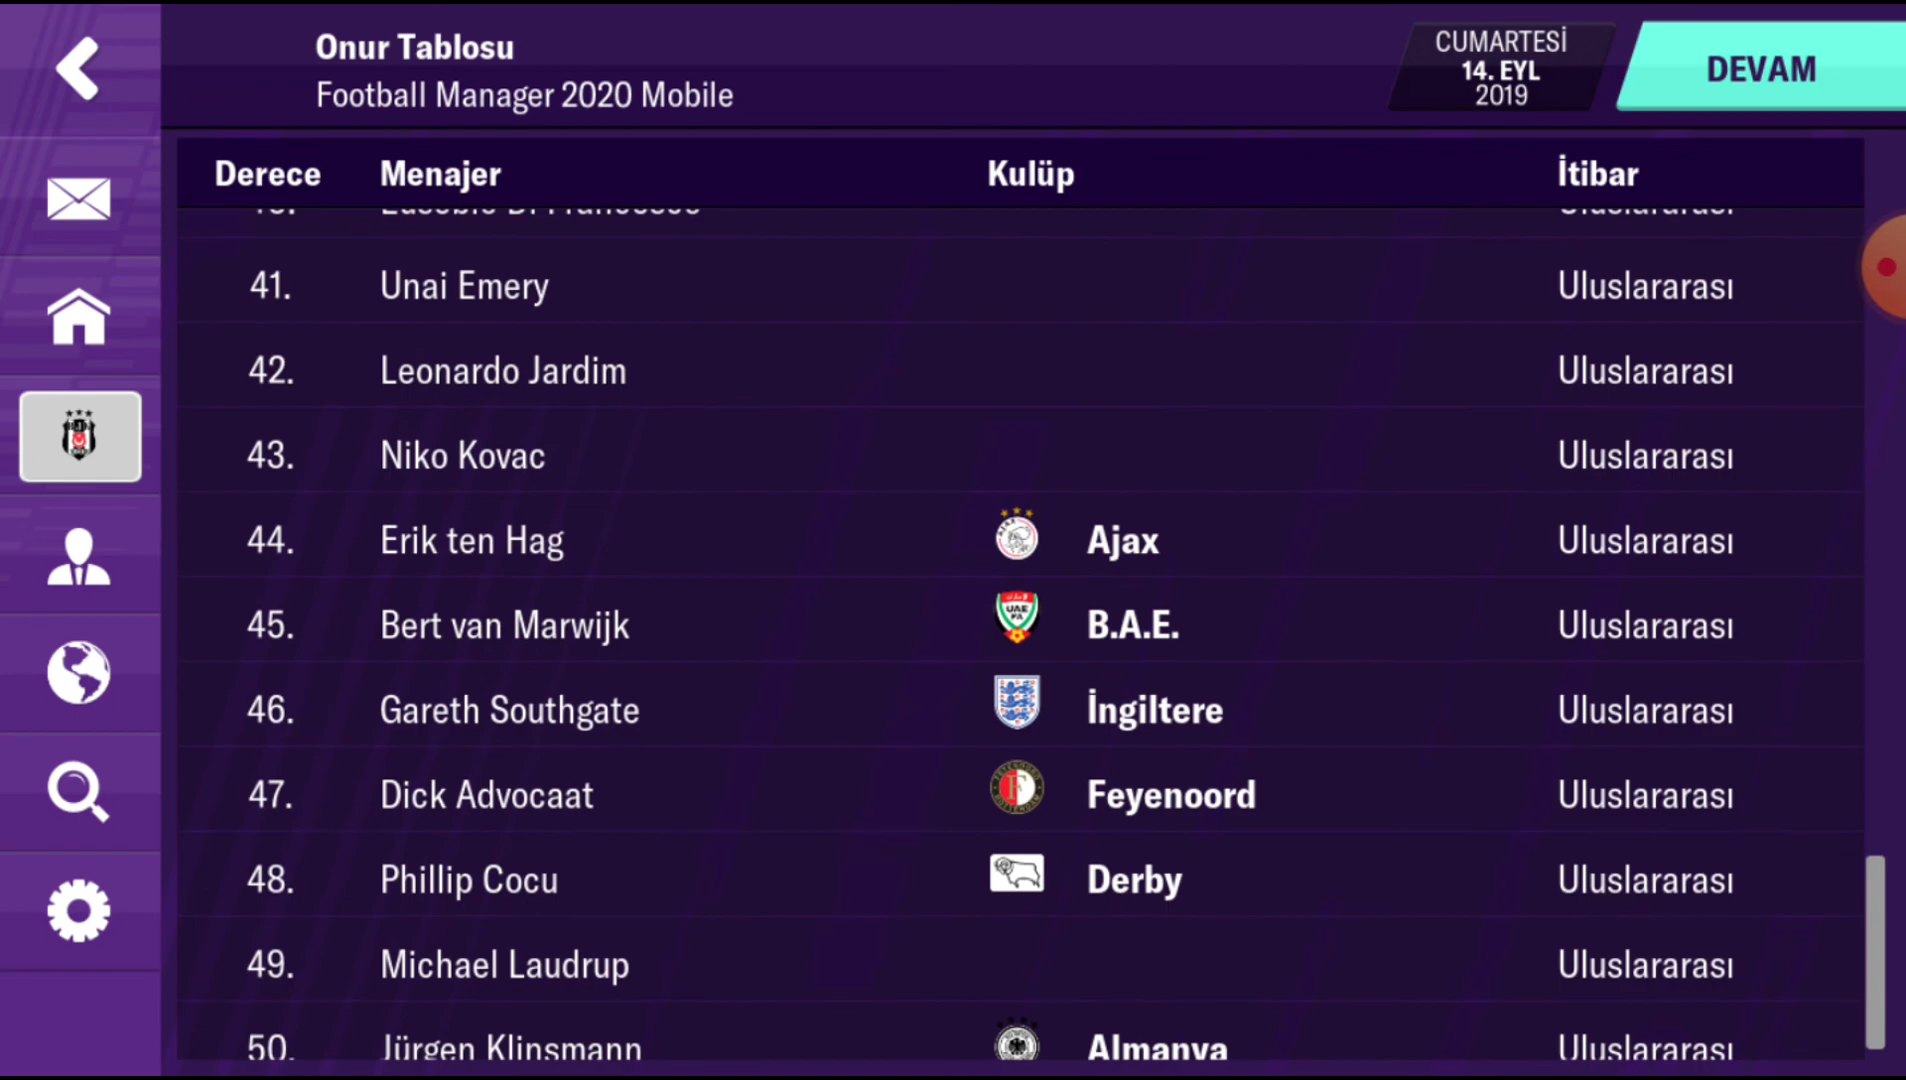 Onur Tablosu
Football Manager 2020 Mobile
CUMARTESİ
14. EYL
2019
DEVAM
Derece Menajer Kulüp İtibar
Uluslararası
41. Unai Emery Uluslararası
42. Leonardo Jardim Uluslararası
43. Niko Kovac Uluslararası
44. Erik ten Hag Ajax Uluslararası
45. Bert van Marwijk B.A.E. Uluslararası
46. Gareth Southgate İngiltere Uluslararası
47. Dick Advocaat Feyenoord Uluslararası
48. Phillip Cocu Derby Uluslararası
49. Michael Laudrup Uluslararası
50. Jürgen Klinsmann Almanya Uluslararası